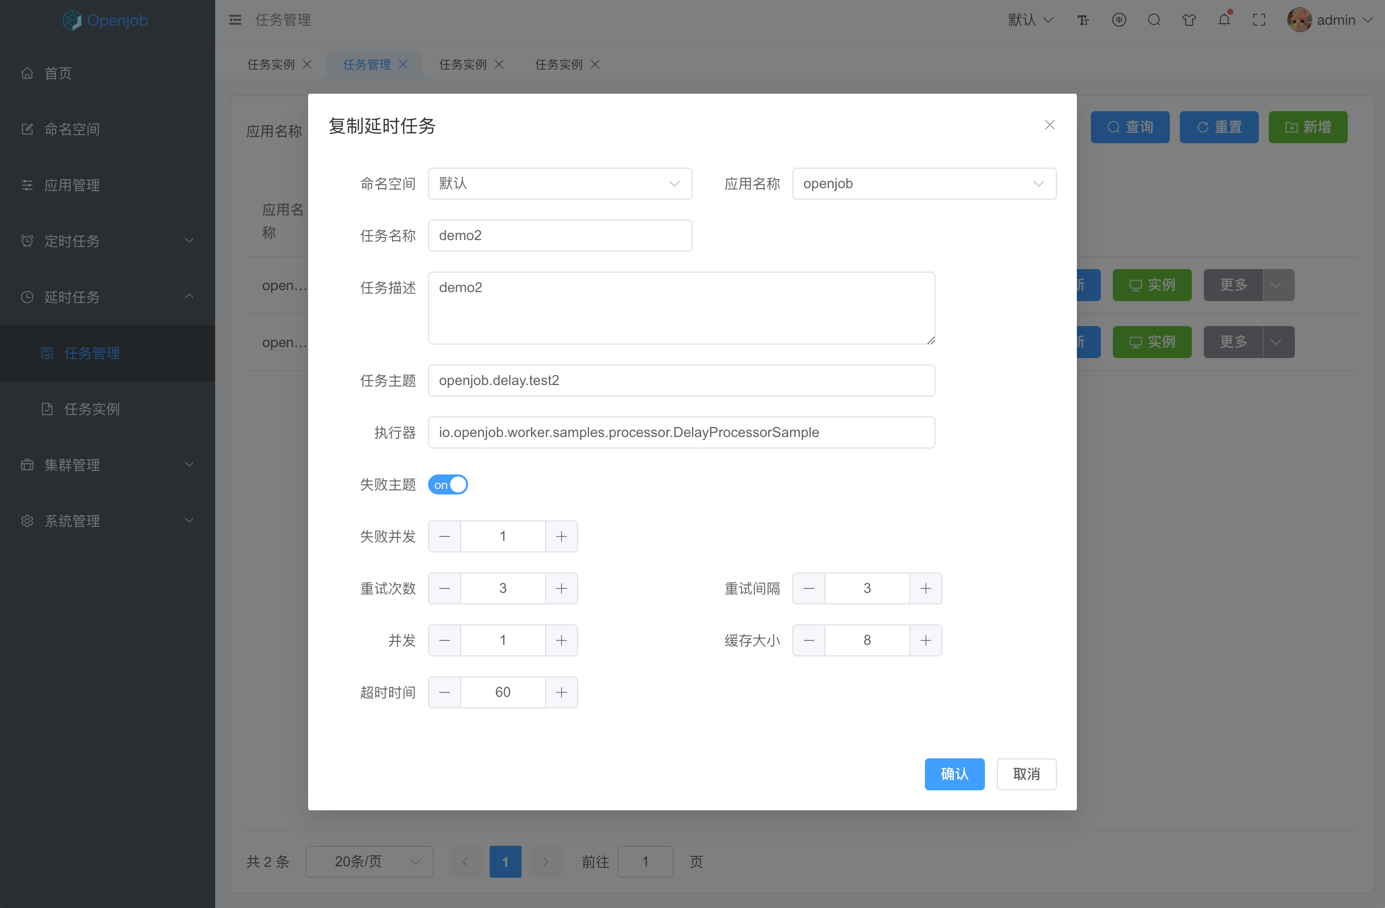 Openjob
首页
命名空间
应用管理
定时任务
延时任务
任务管理
任务实例
集群管理
系统管理
任务管理
默认
admin
任务实例
任务管理
任务实例
任务实例
应用名称
查询
重置
新增
应用名
称
open...
新
实例
更多
open...
新
实例
更多
复制延时任务
命名空间
默认
应用名称
openjob
任务名称
demo2
任务描述
demo2
任务主题
openjob.delay.test2
执行器
io.openjob.worker.samples.processor.DelayProcessorSample
失败主题
on
失败并发
1
重试次数
3
重试间隔
3
并发
1
缓存大小
8
超时时间
60
确认
取消
共 2 条
20条/页
1
前往
1
页